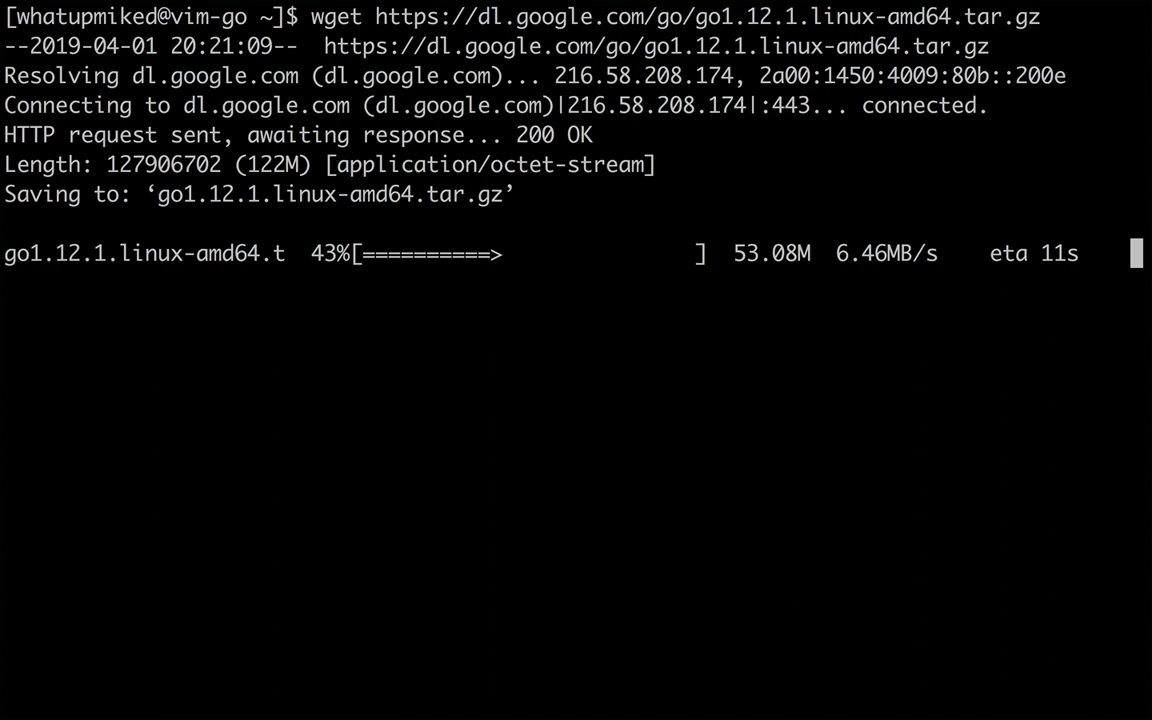 [whatupmiked@vim-go ~]$ wget https://dl.google.com/go/go1.12.1.linux-amd64.tar.gz
--2019-04-01 20:21:09--  https://dl.google.com/go/go1.12.1.linux-amd64.tar.gz
Resolving dl.google.com (dl.google.com)... 216.58.208.174, 2a00:1450:4009:80b::200e
Connecting to dl.google.com (dl.google.com)|216.58.208.174|:443... connected.
HTTP request sent, awaiting response... 200 OK
Length: 127906702 (122M) [application/octet-stream]
Saving to: ‘go1.12.1.linux-amd64.tar.gz’
go1.12.1.linux-amd64.t  43%[==========>               ]  53.08M  6.46MB/s    eta 11s